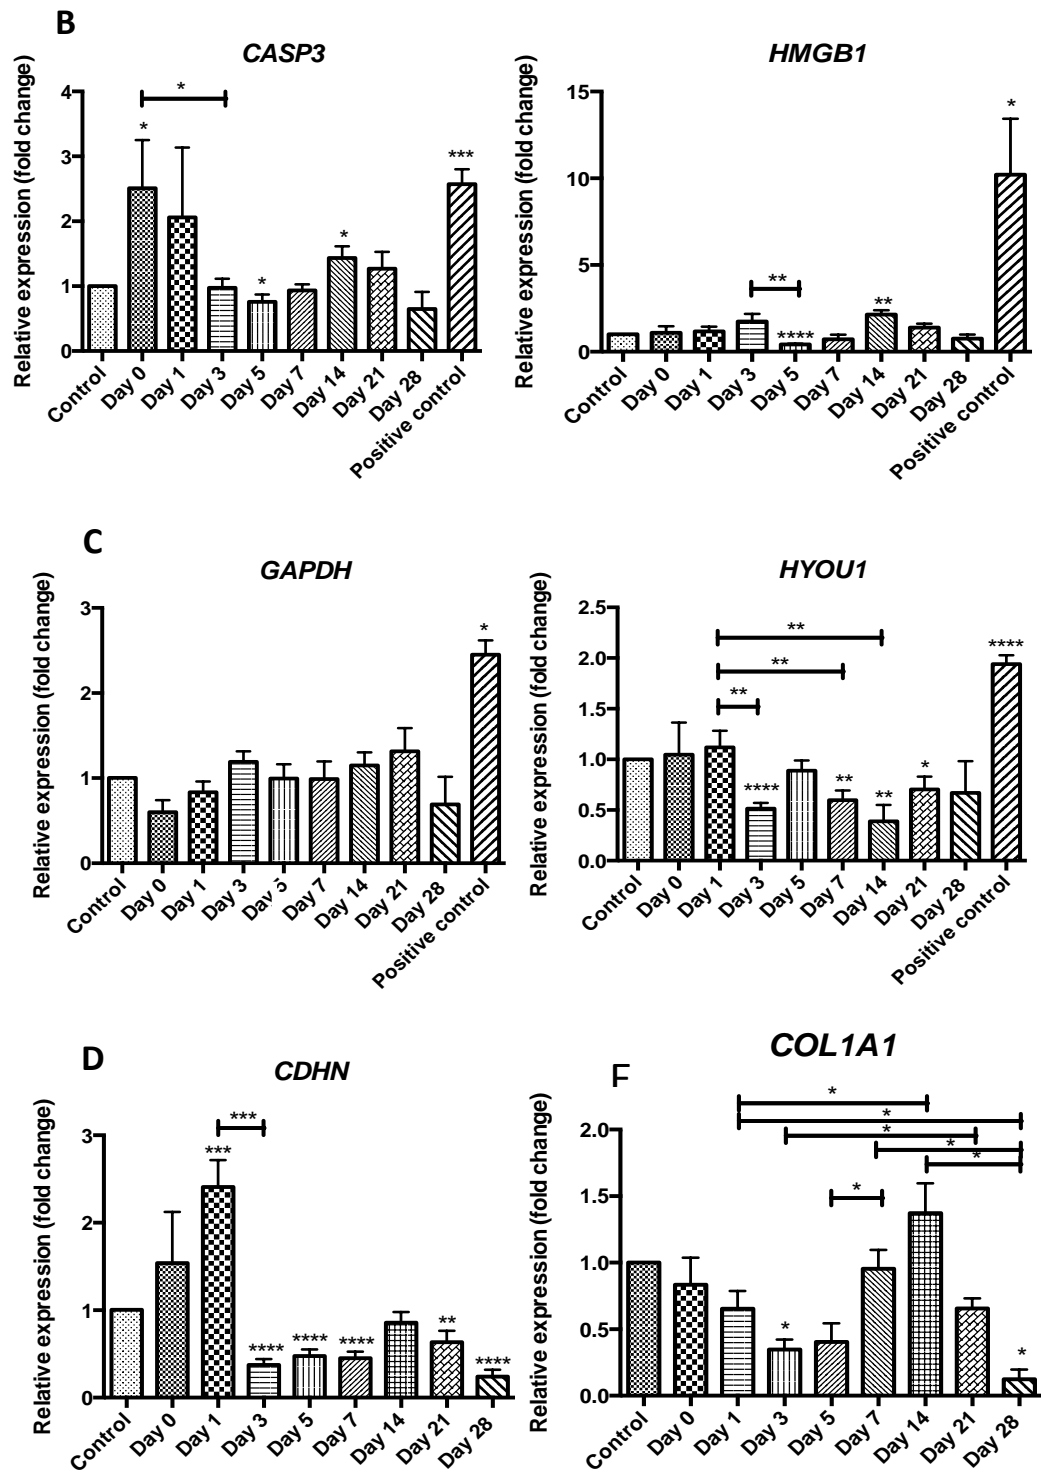 B
CASP3
HMGB1
Relative expression (fold change)
4
3
2
1
0
*
*
*
*
***
Control
Day 0
Day 1
Day 3
Day 5
Day 7
Day 14
Day 21
Day 28
Positive control
Relative expression (fold change)
15
10
5
0
**
****
**
*
Control
Day 0
Day 1
Day 3
Day 5
Day 7
Day 14
Day 21
Day 28
Positive control
C
GAPDH
HYOU1
Relative expression (fold change)
3
2
1
0
*
Control
Day 0
Day 1
Day 3
Day 5
Day 7
Day 14
Day 21
Day 28
Positive control
Relative expression (fold change)
2.5
2.0
1.5
1.0
0.5
0.0
**
**
**
****
**
**
*
****
Control
Day 0
Day 1
Day 3
Day 5
Day 7
Day 14
Day 21
Day 28
Positive control
D
CDHN
Relative expression (fold change)
3
2
1
0
***
***
****
****
****
**
****
Control
Day 0
Day 1
Day 3
Day 5
Day 7
Day 14
Day 21
Day 28
COL1A1
Relative expression (fold change)
2.0
1.5
1.0
0.5
0.0
*
*
*
*
*
*
*
*
Control
Day 0
Day 1
Day 3
Day 5
Day 7
Day 14
Day 21
Day 28